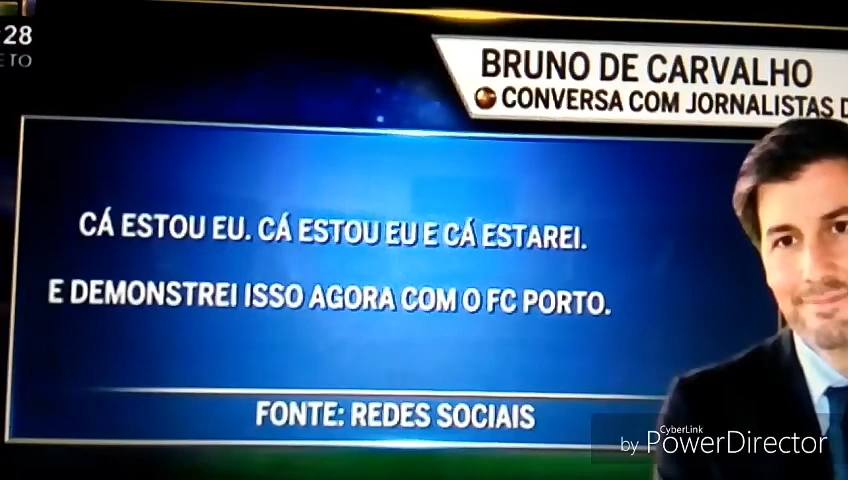 :28
ETO
BRUNO DE CARVALHO
CONVERSA COM JORNALISTAS D
CÁ ESTOU EU. CÁ ESTOU EU E CÁ ESTAREI.
E DEMONSTREI ISSO AGORA COM O FC PORTO.
FONTE: REDES SOCIAIS
CyberLink
by PowerDirector